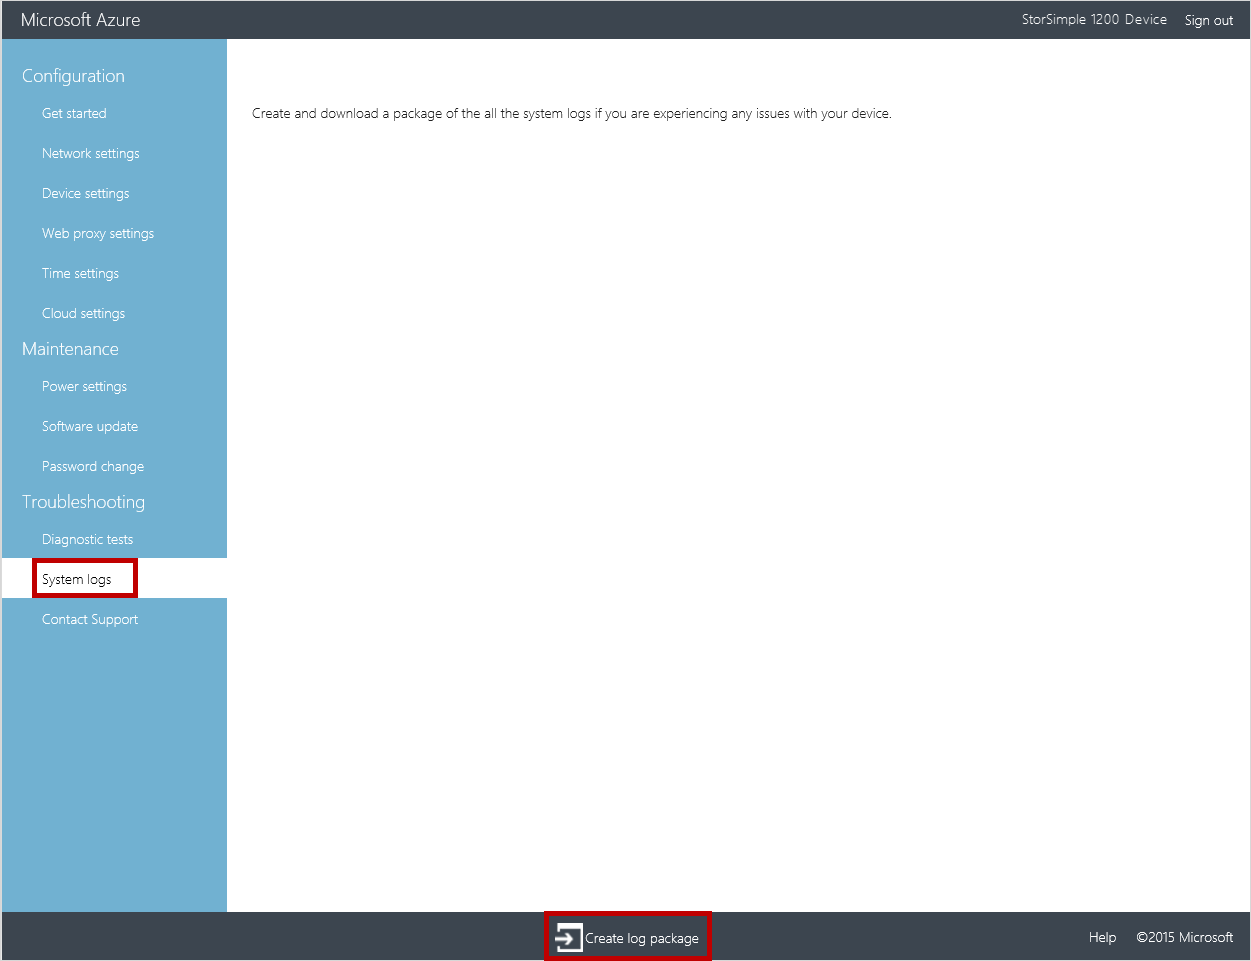 Microsoft Azure
StorSimple 1200 Device
Sign out
Configuration
Get started
Network settings
Device settings
Web proxy settings
Time settings
Cloud settings
Maintenance
Power settings
Software update
Password change
Troubleshooting
Diagnostic tests
System logs
Contact Support
Create and download a package of the all the system logs if you are experiencing any issues with your device.
Create log package
Help
©2015 Microsoft